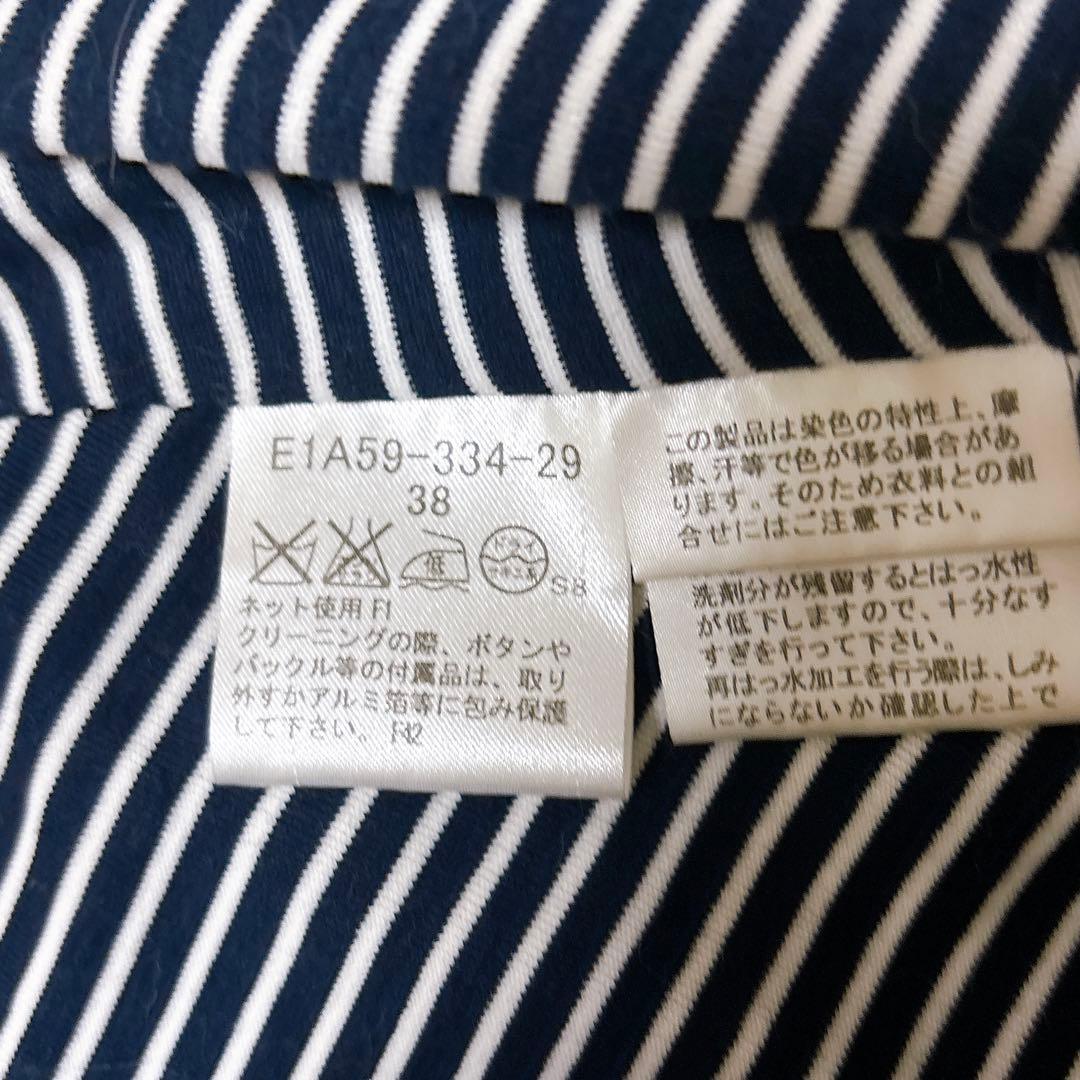 E1A59-334-29
38
低
S8
ネット使用 F1
クリーニングの際、ボタンや
バックル等の付属品は、取り
外すかアルミ箔等に包み保護
して下さい。 F42
この製品は染色の特性上、摩
擦、汗等で色が移る場合があ
ります。そのため衣料との組
合せにはご注意下さい。
洗剤分が残留するとはっ水性
が低下しますので、十分なす
すぎを行って下さい。
再はっ水加工を行う際は、しみ
にならないか確認した上で